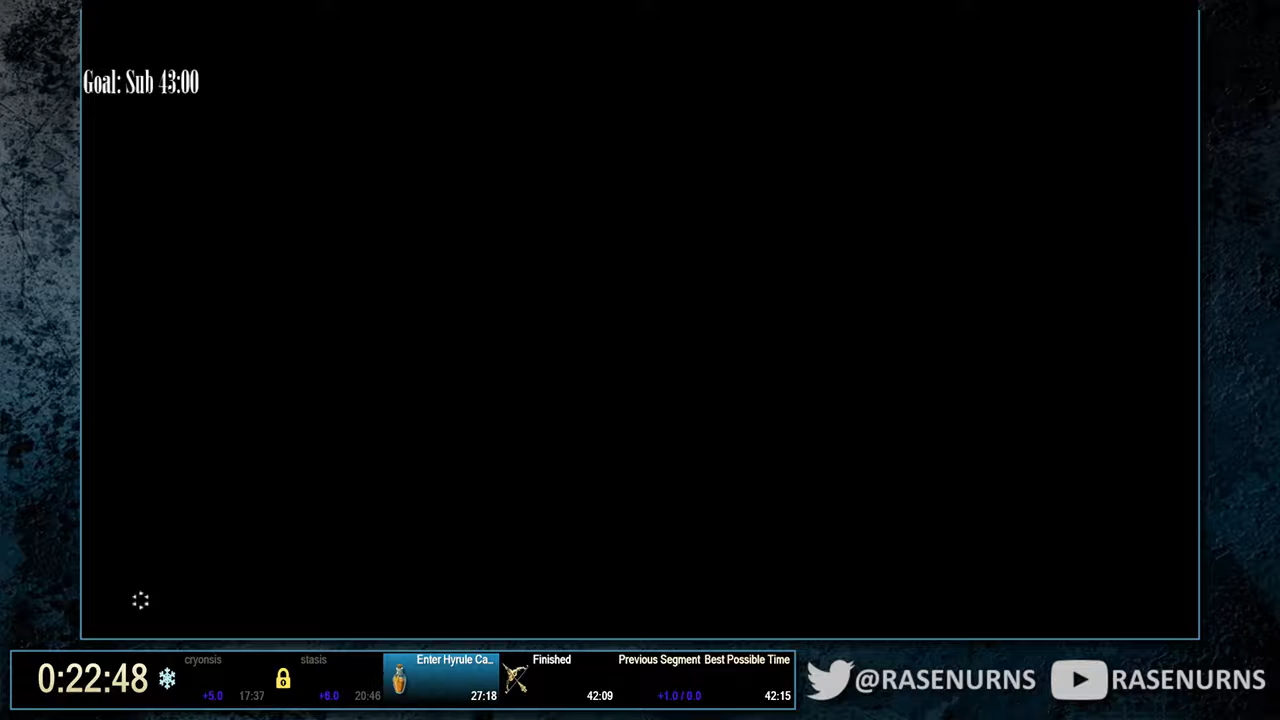 Goal: Sub 43:00
0:22:48
cryonsis
+5.0 17:37
stasis
+6.0 20:46
Enter Hyrule Ca...
27:18
Finished
42:09
Previous Segment Best Possible Time
+1.0 / 0.0 42:15
@RASENURNS
RASENURNS